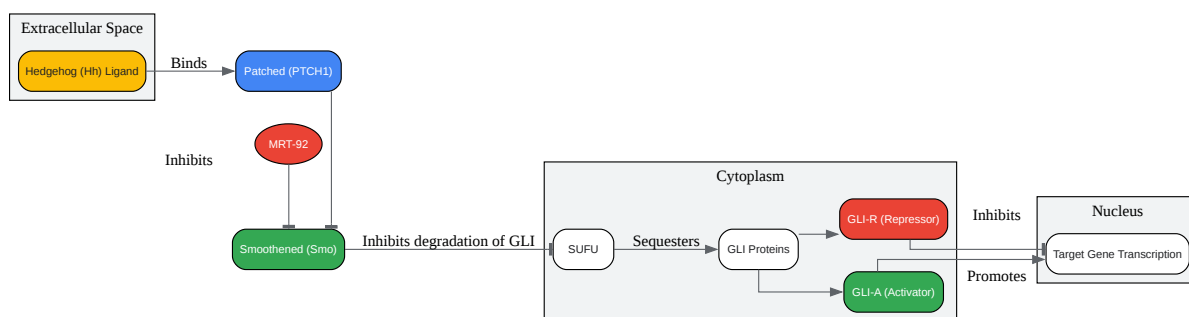 Extracellular Space
Hedgehog (Hh) Ligand
Binds
Patched (PTCH1)
MRT-92
Inhibits
Smoothened (Smo)
Inhibits degradation of GLI
Cytoplasm
SUFU
Sequesters
GLI Proteins
GLI-R (Repressor)
GLI-A (Activator)
Inhibits
Promotes
Nucleus
Target Gene Transcription